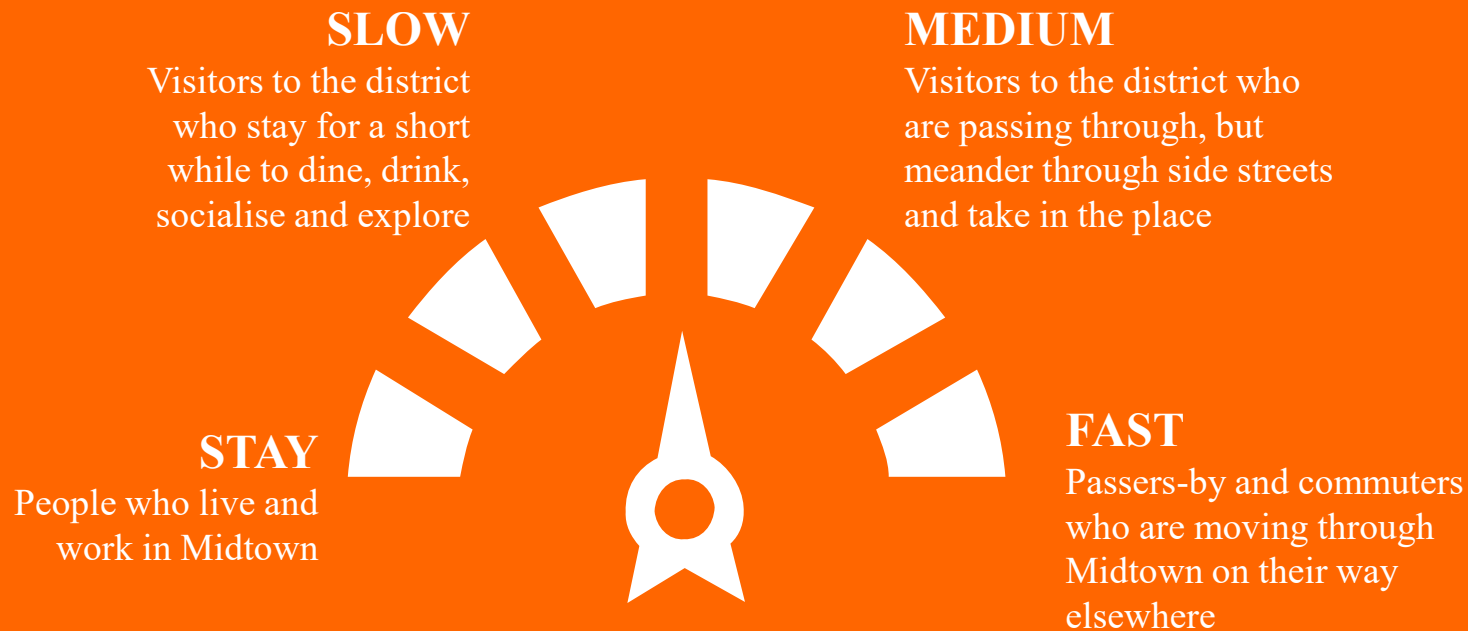 SLOW
Visitors to the district
who stay for a short
while to dine, drink,
socialise and explore
MEDIUM
Visitors to the district who
are passing through, but
meander through side streets
and take in the place
STAY
People who live and
work in Midtown
FAST
Passers-by and commuters
who are moving through
Midtown on their way
elsewhere